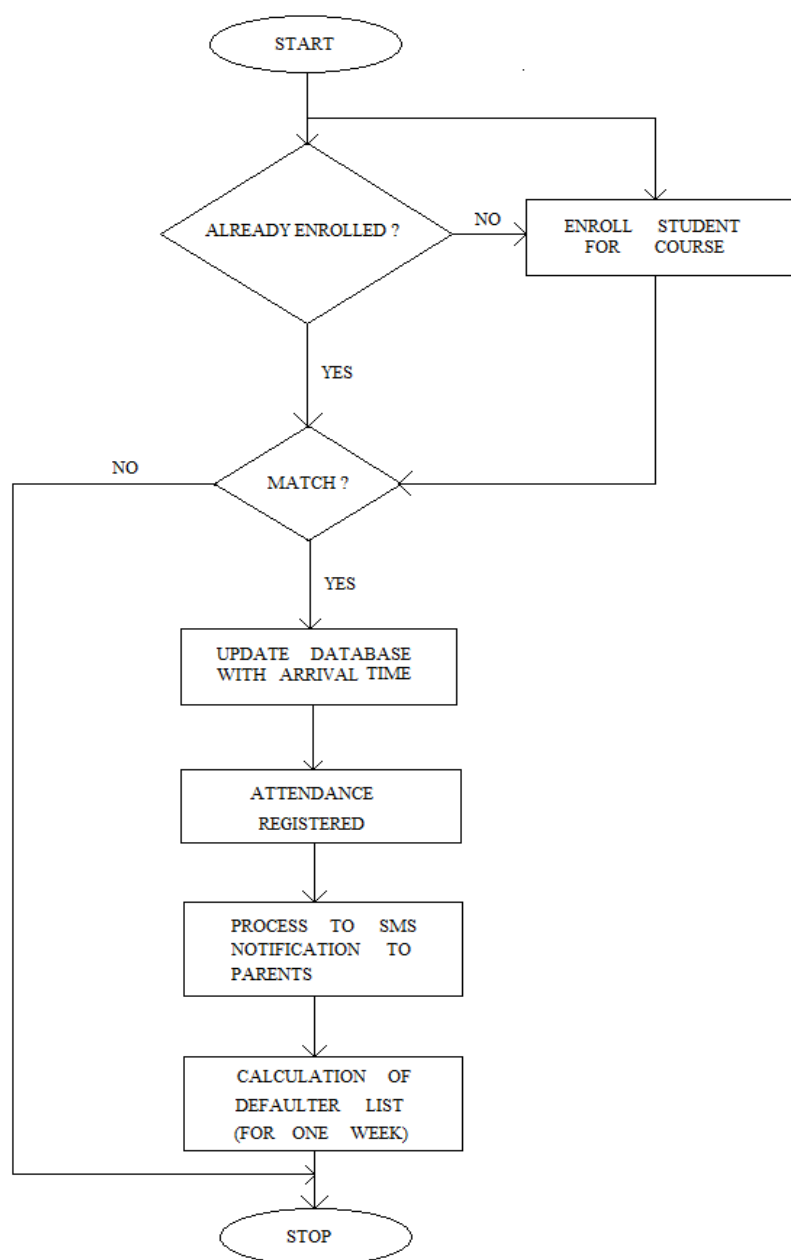 START
ALREADY ENROLLED ?
NO
ENROLL STUDENT
FOR COURSE
YES
NO
MATCH ?
YES
UPDATE DATABASE
WITH ARRIVAL TIME
ATTENDANCE
REGISTERED
PROCESS TO SMS
NOTIFICATION TO
PARENTS
CALCULATION OF
DEFAULTER LIST
(FOR ONE WEEK)
STOP